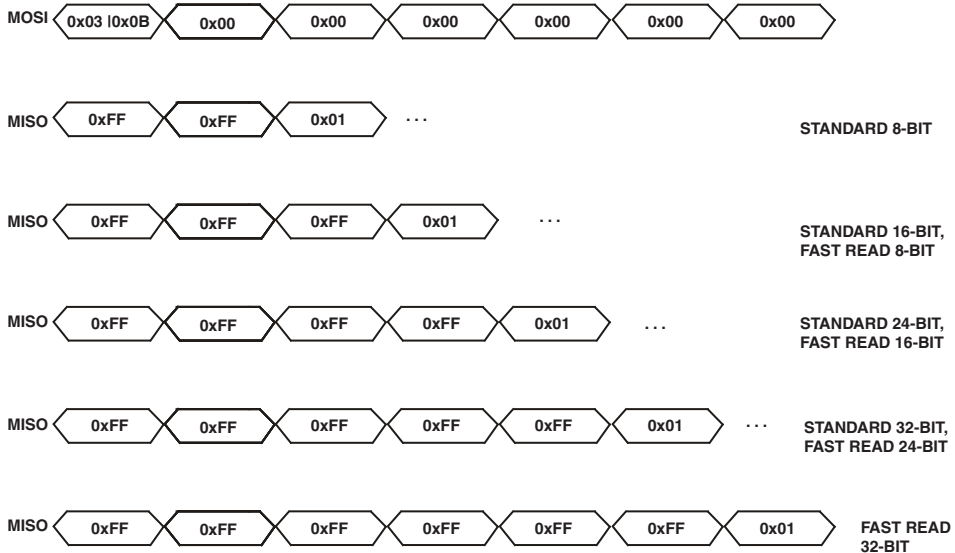 MOSI 0x03 |0x0B 0x00 0x00 0x00 0x00 0x00 0x00
MISO 0xFF 0xFF 0x01 ... STANDARD 8-BIT
MISO 0xFF 0xFF 0xFF 0x01 ... STANDARD 16-BIT,
FAST READ 8-BIT
MISO 0xFF 0xFF 0xFF 0xFF 0x01 ... STANDARD 24-BIT,
FAST READ 16-BIT
MISO 0xFF 0xFF 0xFF 0xFF 0xFF 0x01 ... STANDARD 32-BIT,
FAST READ 24-BIT
MISO 0xFF 0xFF 0xFF 0xFF 0xFF 0xFF 0x01 FAST READ
32-BIT